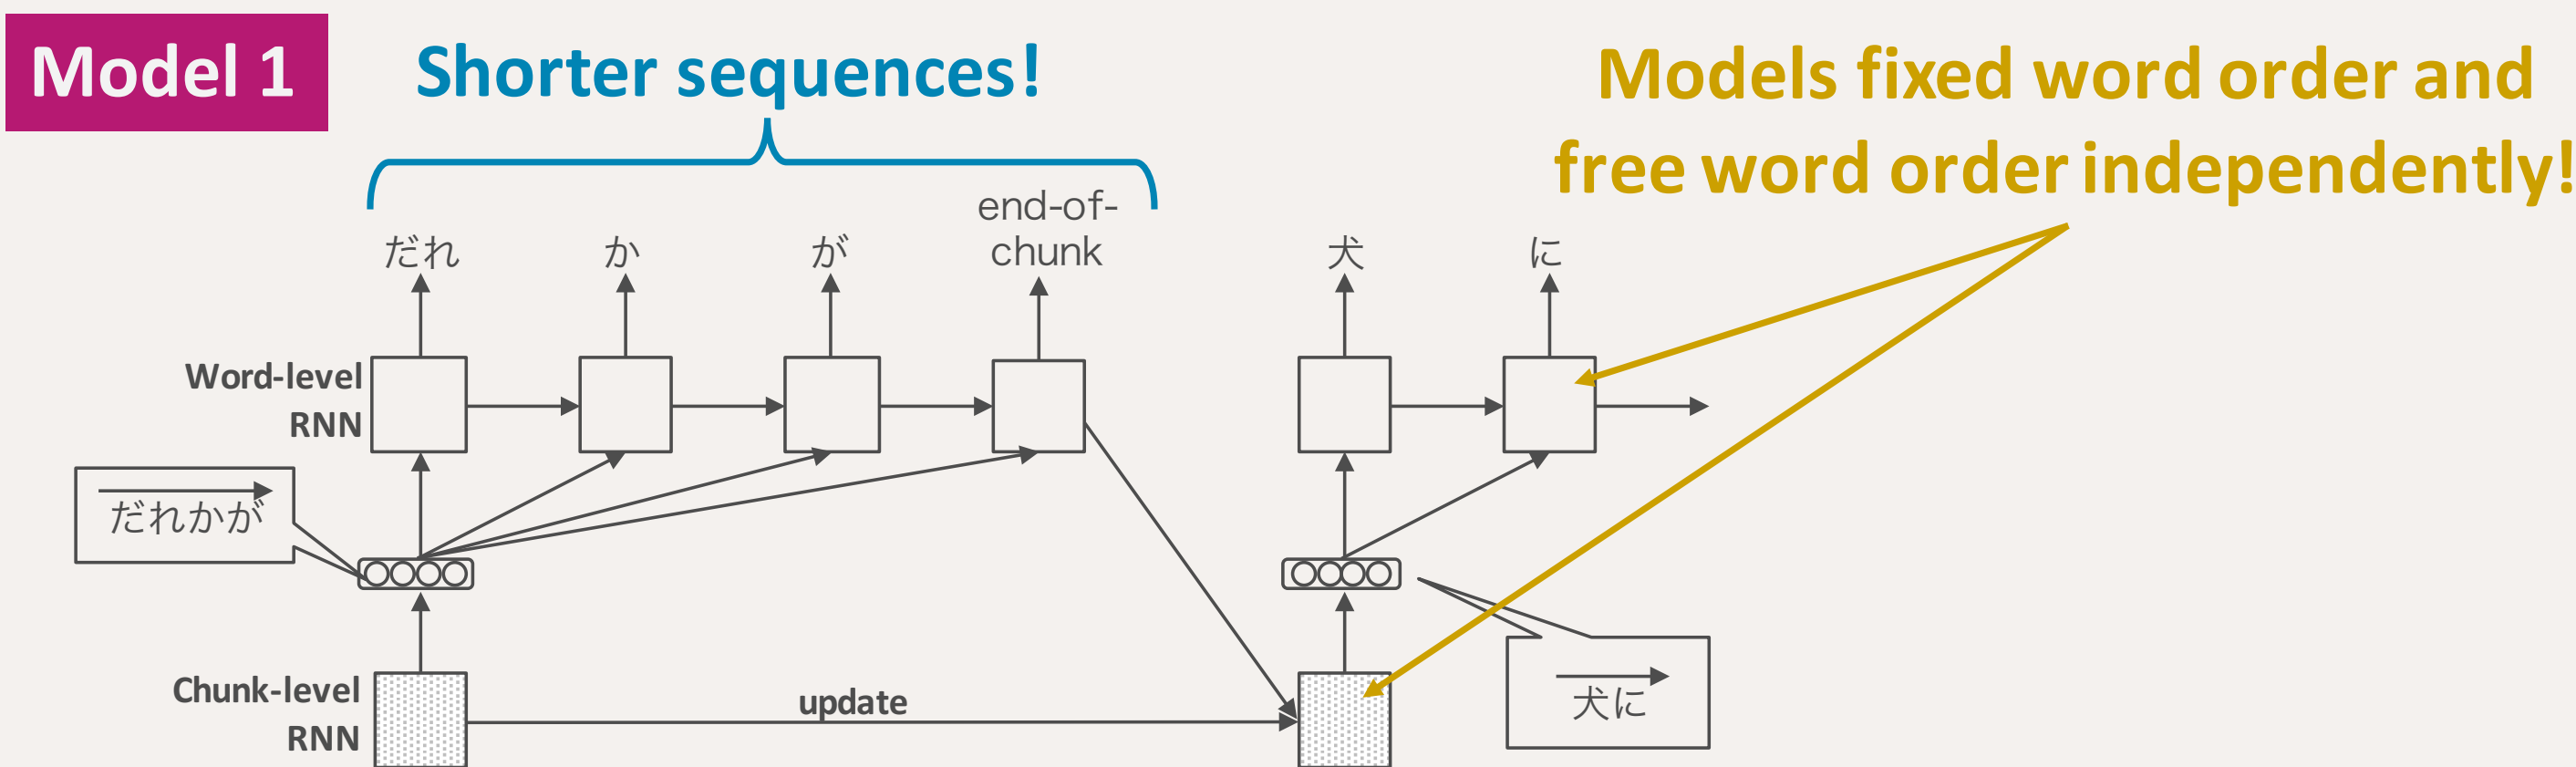 Model 1
Shorter sequences!
Models fixed word order and
free word order independently!
end-of-
chunk
だれ
か
が
犬
に
Word-level
RNN
だれかが
Chunk-level
RNN
update
犬に